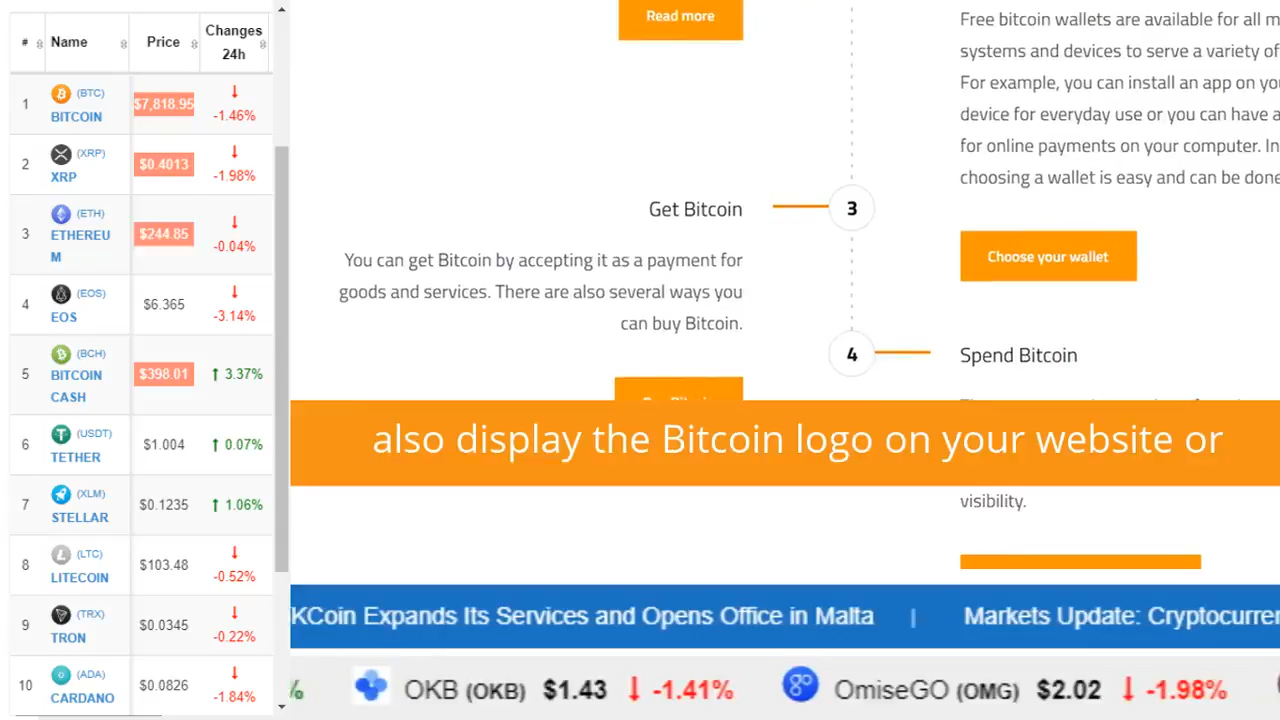 # Name Price Changes
24h
1 (BTC)
BITCOIN
$7,818.95
-1.46%
2 (XRP)
XRP
$0.4013
-1.98%
3 (ETH)
ETHEREU
M
$244.85
-0.04%
4 (EOS)
EOS
$6.365
-3.14%
5 (BCH)
BITCOIN
CASH
$398.01
3.37%
6 (USDT)
TETHER
$1.004
0.07%
7 (XLM)
STELLAR
$0.1235
1.06%
8 (LTC)
LITECOIN
$103.48
-0.52%
9 (TRX)
TRON
$0.0345
-0.22%
10 (ADA)
CARDANO
$0.0826
-1.84%
Read more
Get Bitcoin
3
You can get Bitcoin by accepting it as a payment for
goods and services. There are also several ways you
can buy Bitcoin.
Free bitcoin wallets are available for all
systems and devices to serve a variety of
For example, you can install an app on
device for everyday use or you can have a
for online payments on your computer. In
choosing a wallet is easy and can be done
Choose your wallet
4
Spend Bitcoin
also display the Bitcoin logo on your website or
visibility.
KCoin Expands Its Services and Opens Office in Malta | Markets Update:
% OKB (OKB) $1.43 -1.41% OmiseGO (OMG) $2.02 -1.98%